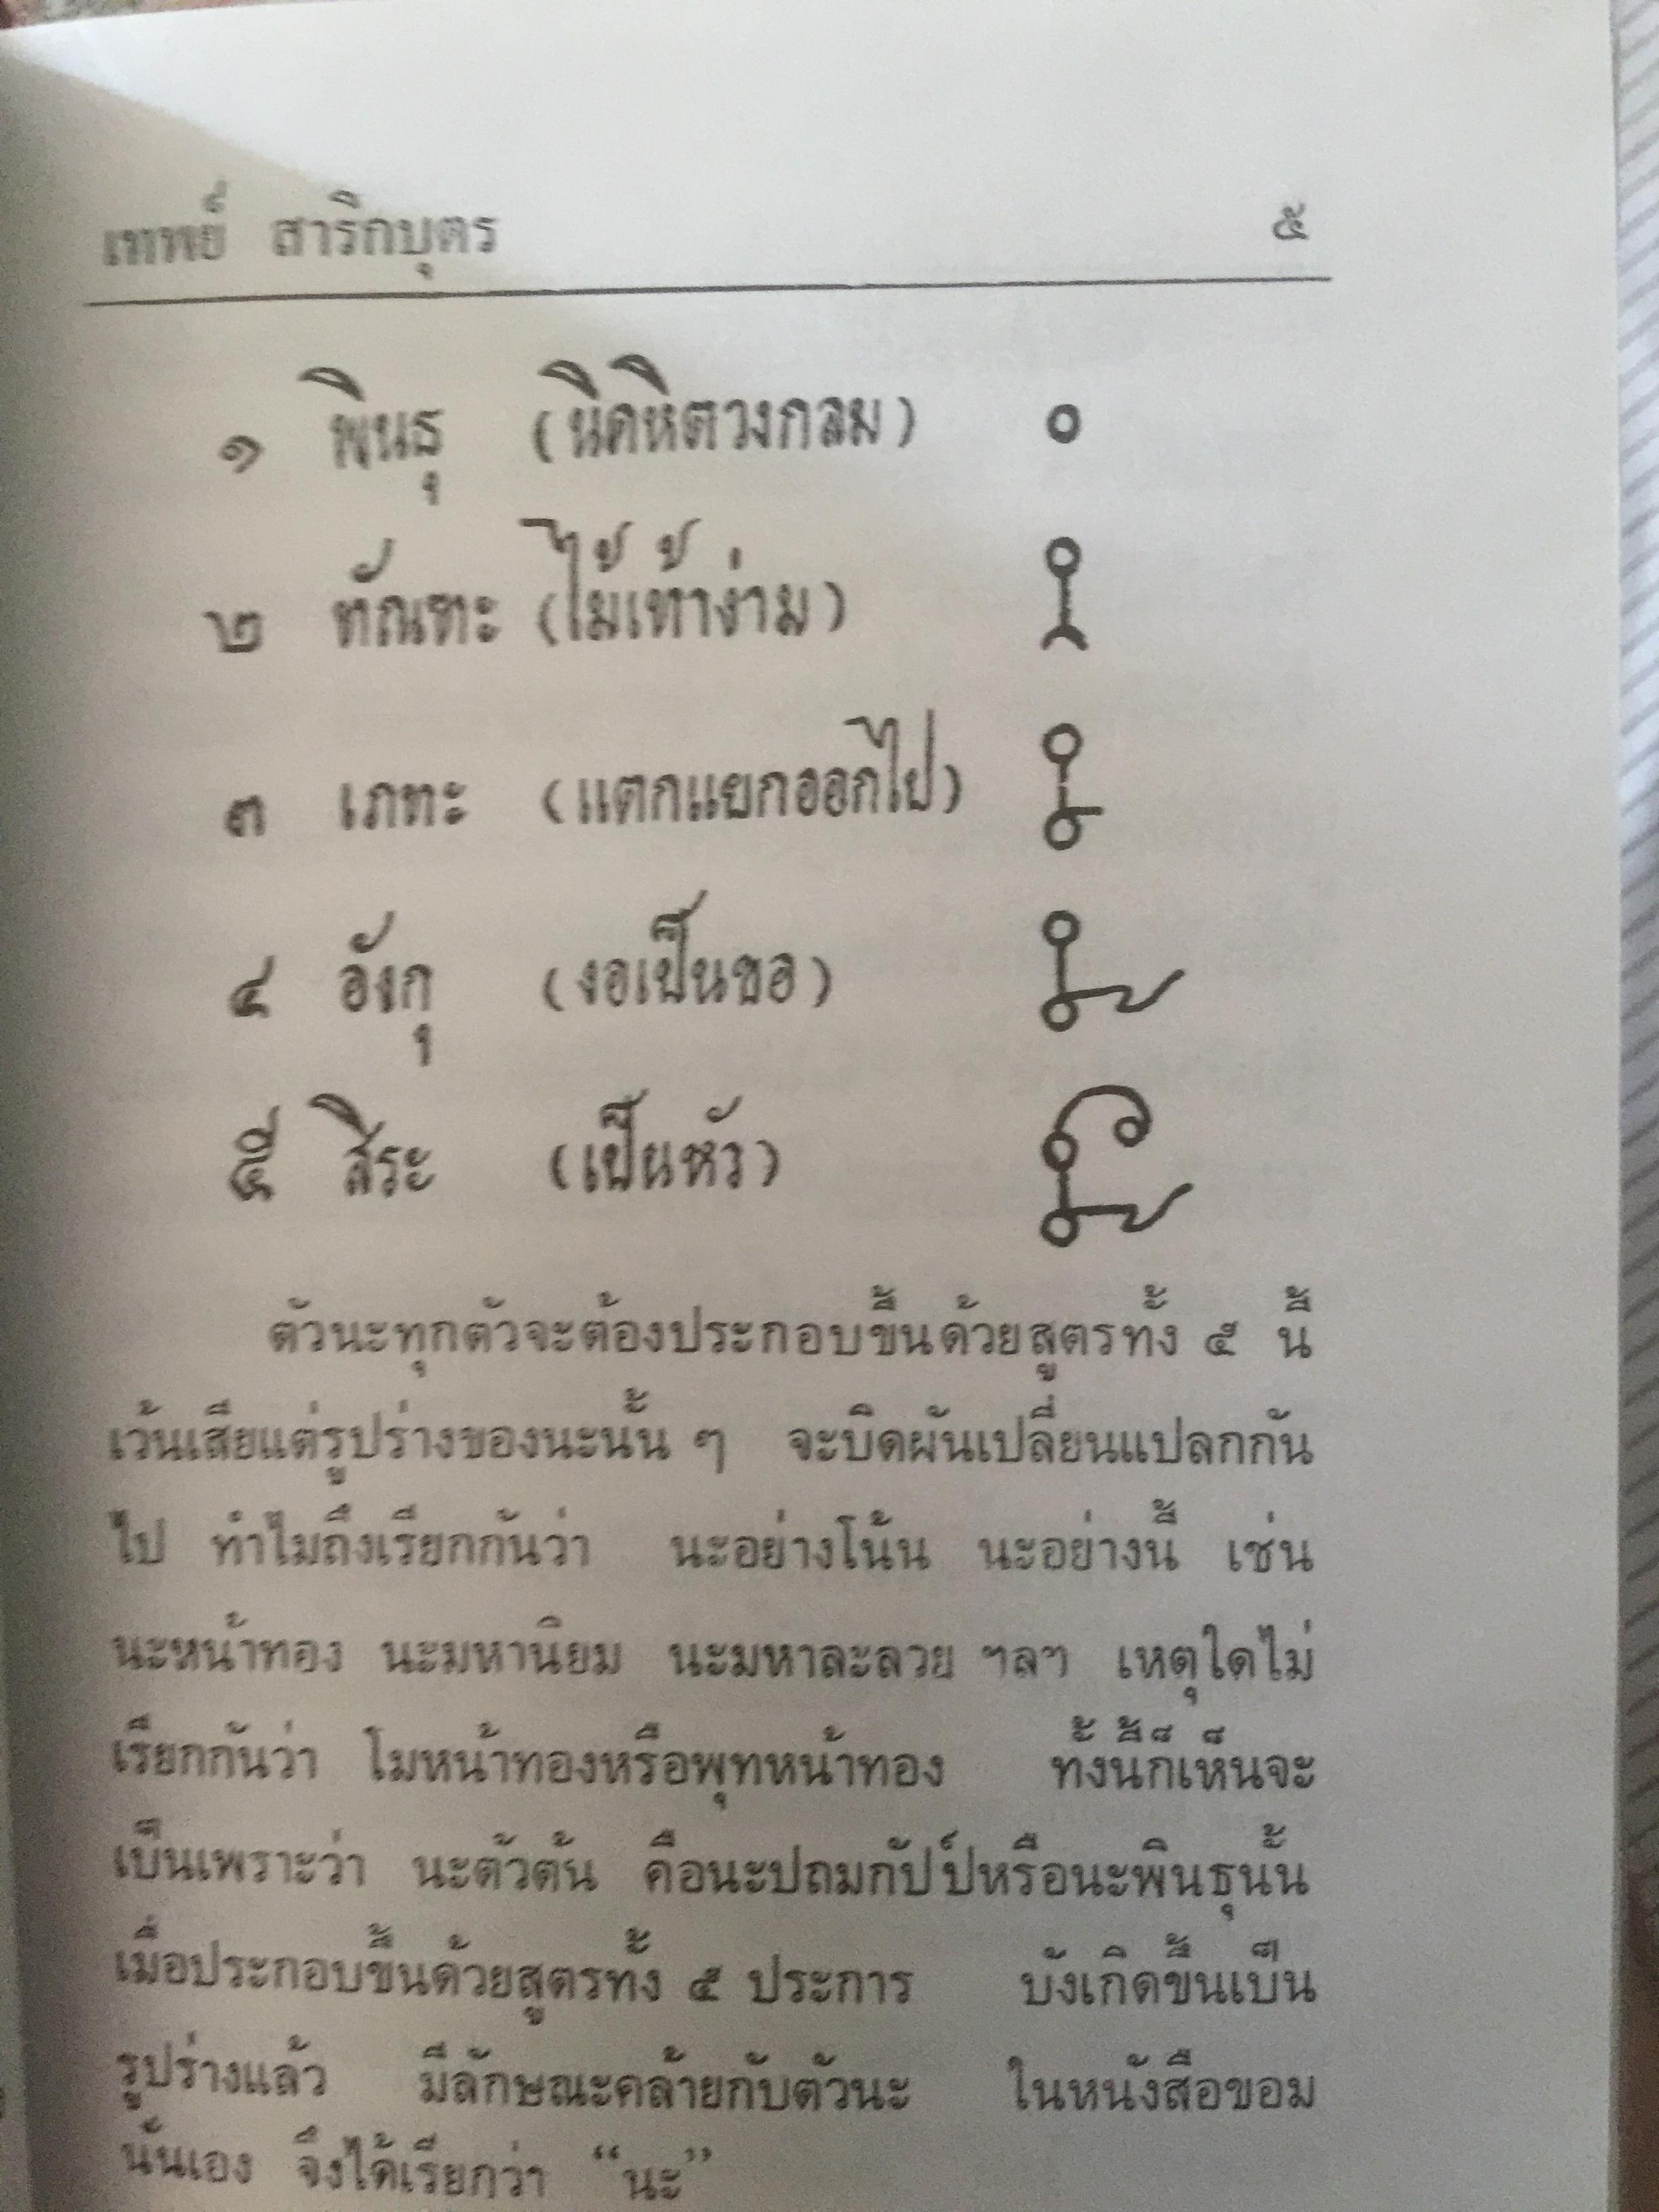 เทพย์ สาริกบุตร ๕
๑ พินธุ (นิคหิตวงกลม)
๒ ทัณฑะ (ไม้เท้าง่าม)
๓ เภทะ (แตกแยกออกไป)
๔ อังกุ (งอเป็นขอ)
๕ สิระ (เป็นหัว)
ตัวนะทุกตัวจะต้องประกอบขึ้นด้วยสูตรทั้ง ๕ นี้
เว้นเสียแต่รูปร่างของนะนั้น ๆ จะบิดผันเปลี่ยนแปลกกัน
ไป ทำไมถึงเรียกกันว่า นะอย่างโน้น นะอย่างนี้ เช่น
นะหน้าทอง นะมหานิยม นะมหาละลวย ฯลฯ เหตุใดไม่
เรียกกันว่า โมหน้าทองหรือพุทหน้าทอง ทั้งนี้ก็เห็นจะ
เป็นเพราะว่า นะตัวต้น คือนะปถมกัปป์หรือนะพินธุนั้น
เมื่อประกอบขึ้นด้วยสูตรทั้ง ๕ ประการ บังเกิดขึ้นเป็น
รูปร่างแล้ว มีลักษณะคล้ายกับตัวนะ ในหนังสือขอม
นั้นเอง จึงได้เรียกว่า “นะ”